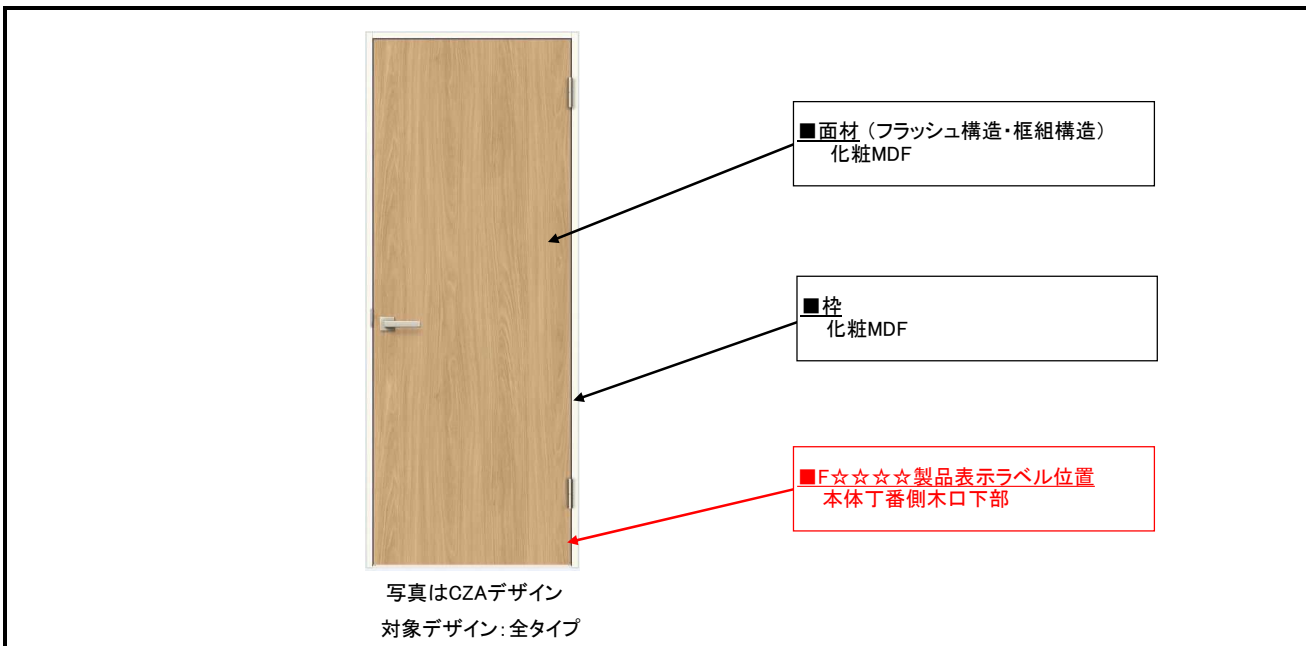 ■面材（フラッシュ構造・框組構造）
化粧MDF
■枠
化粧MDF
■F☆☆☆☆製品表示ラベル位置
本体丁番側木口下部
写真はCZAデザイン
対象デザイン：全タイプ